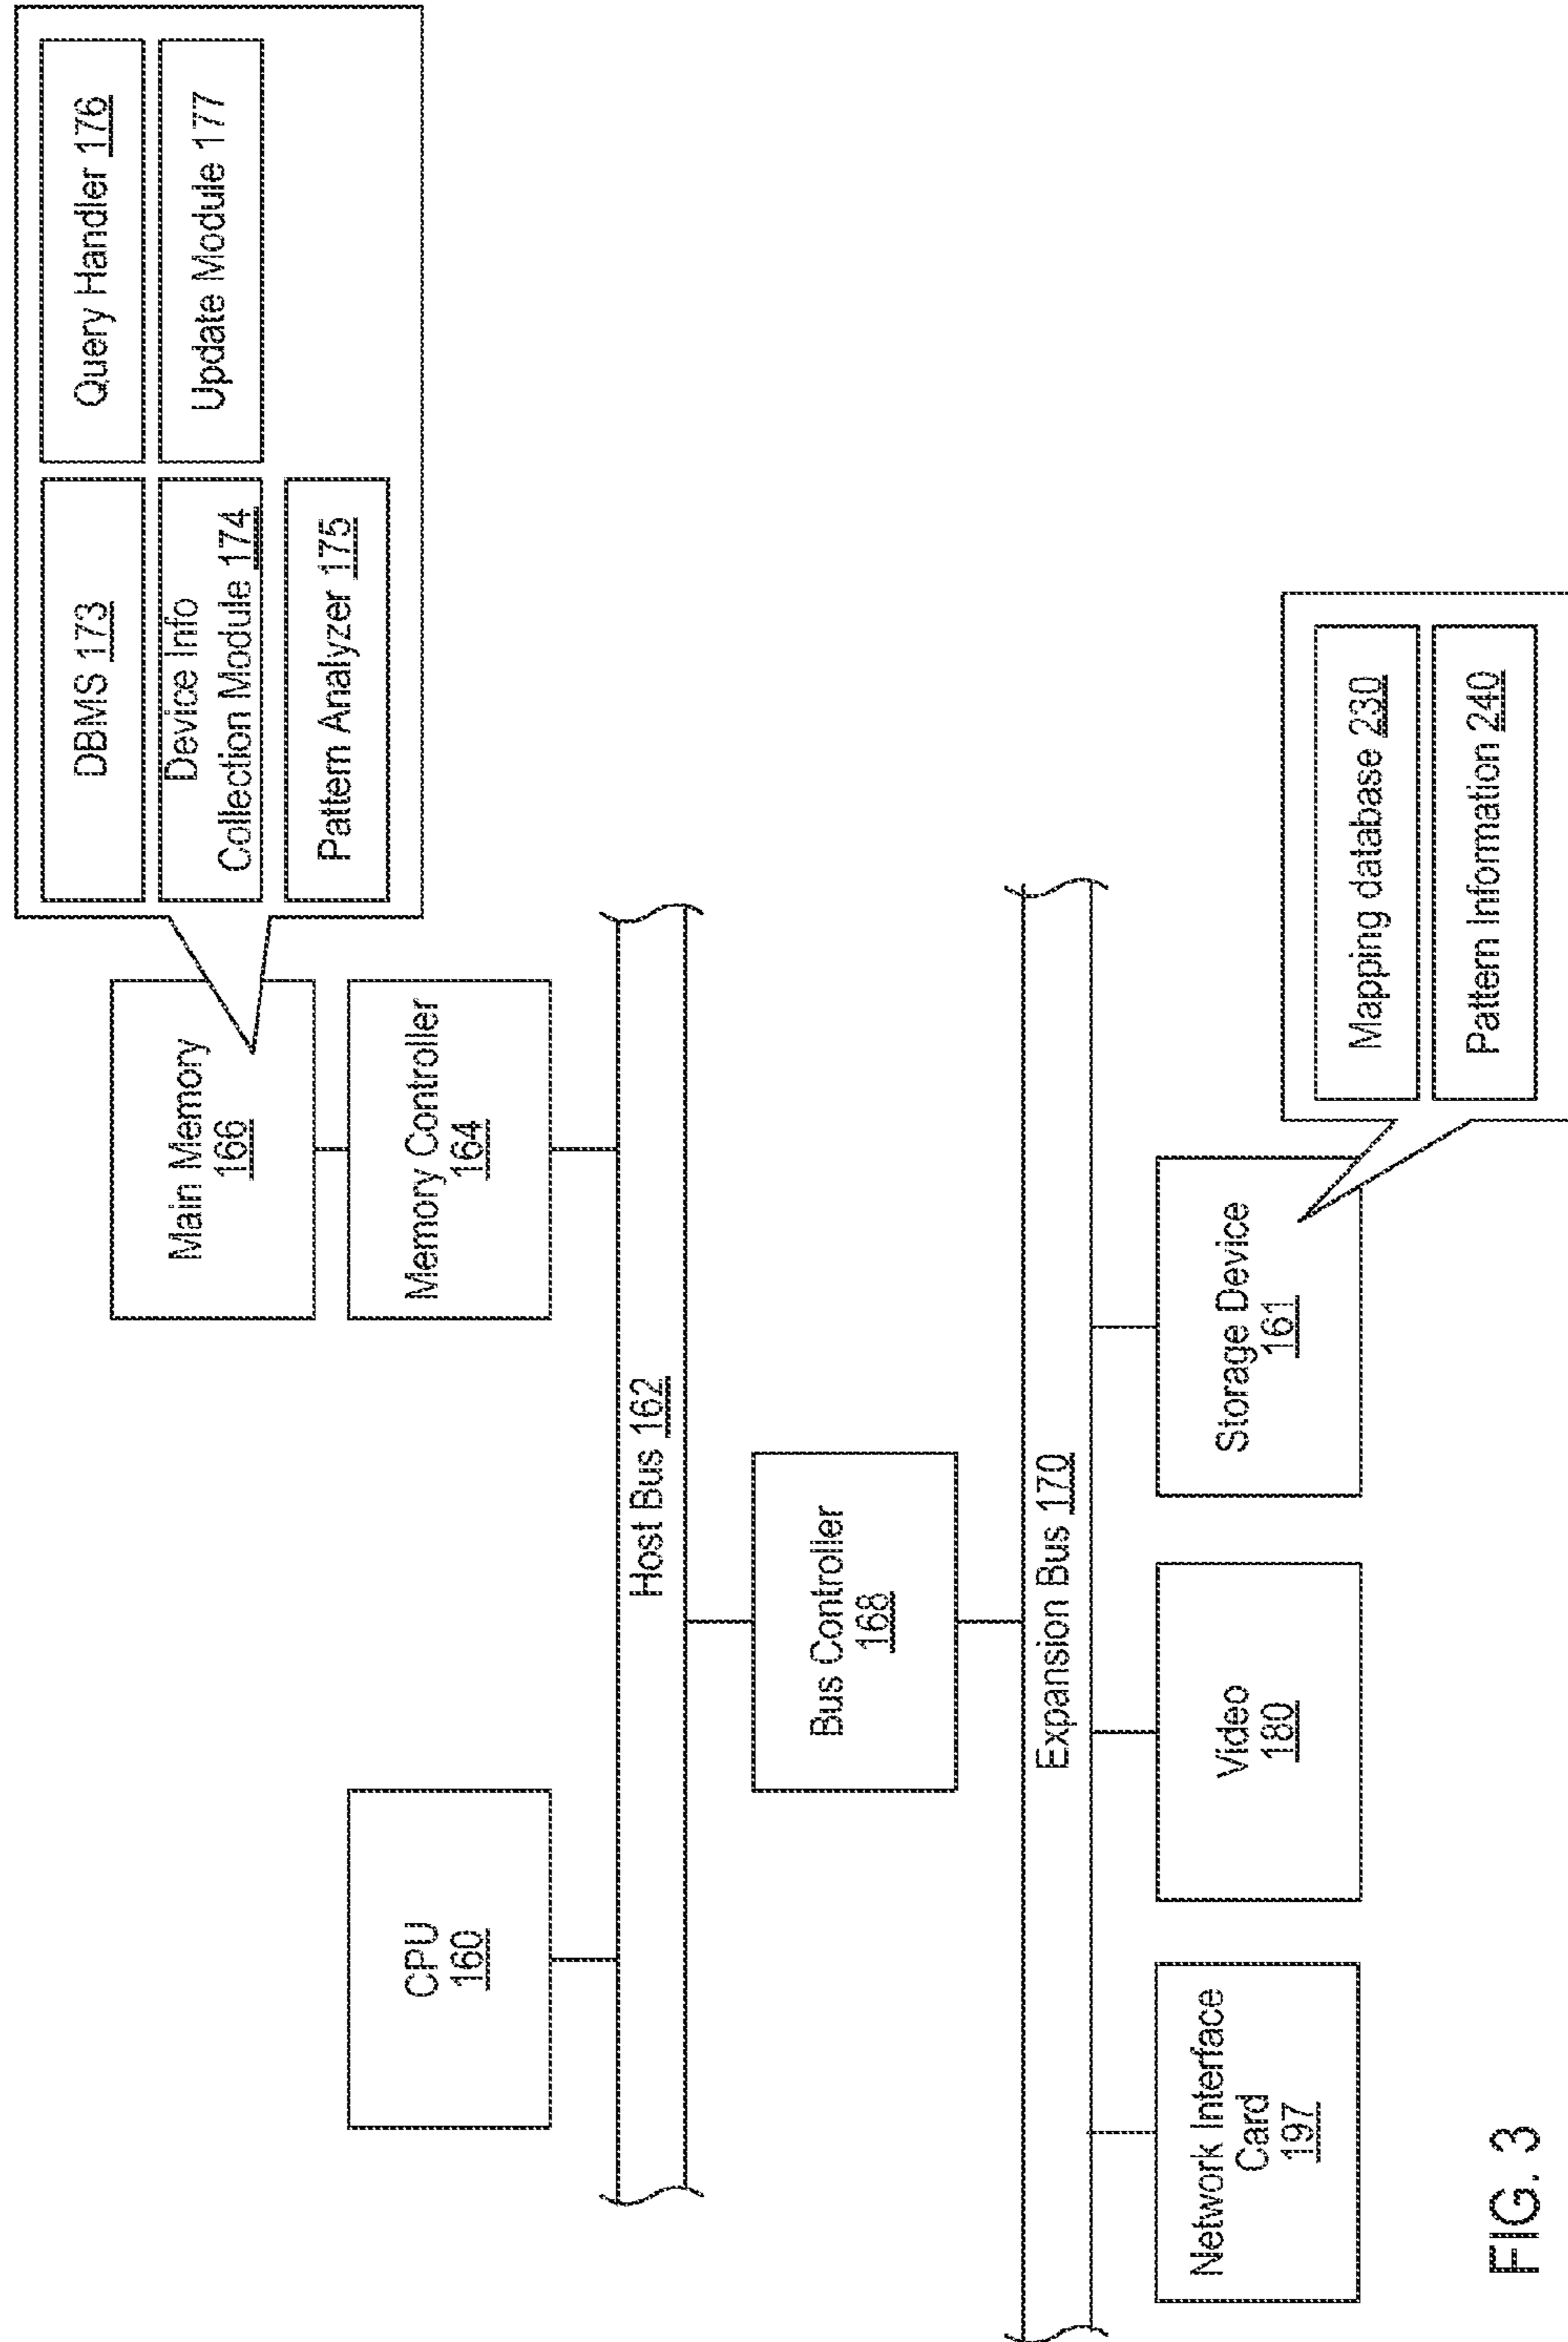 DBMS 173
Query Handler 176
Device Info
Collection Module 174
Update Module 177
Pattern Analyzer 175
Main Memory
166
CPU
160
Memory Controller
164
Host Bus 162
Bus Controller
168
Expansion Bus 170
Network Interface
Card
197
Video
180
Storage Device
161
Mapping database 230
Pattern Information 240
FIG. 3